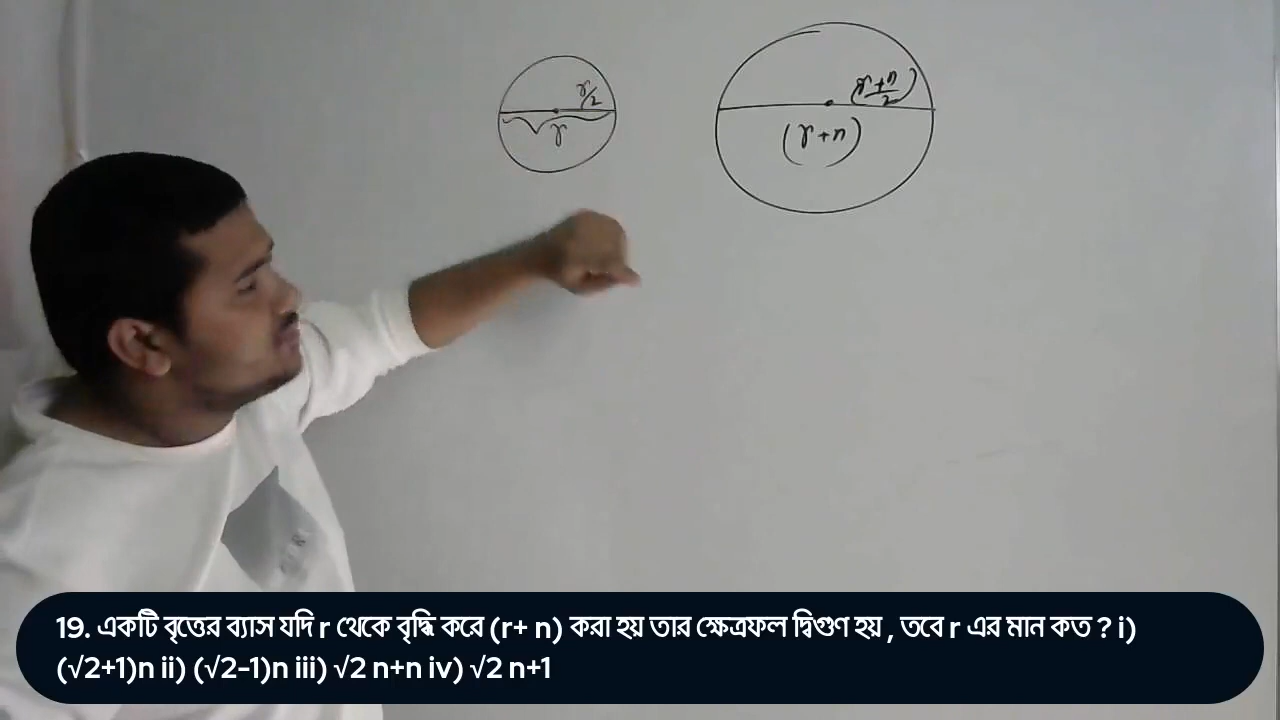 r/2
r
(r+n)/2
(r+n)
19. একটি বৃত্তের ব্যাস যদি r থেকে বৃদ্ধি করে (r+ n) করা হয় তার ক্ষেত্রফল দ্বিগুণ হয় , তবে r এর মান কত ? i)
(√2+1)n ii) (√2-1)n iii) √2 n+n iv) √2 n+1